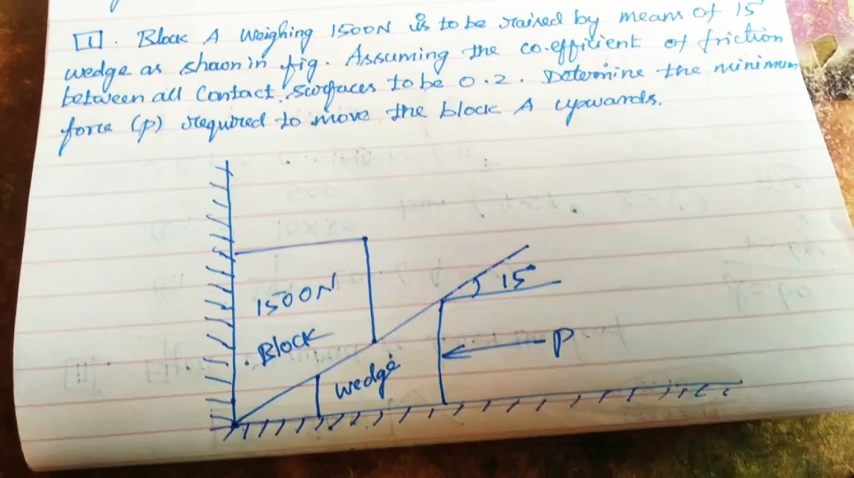 1. Block A weighing 1500N is to be raised by means of 15°
wedge as shown in fig. Assuming the co.efficient of friction
between all contact surfaces to be 0.2. Determine the minimum
force (p) required to move the block A upwards.
15°
1500N
Block
P
wedge